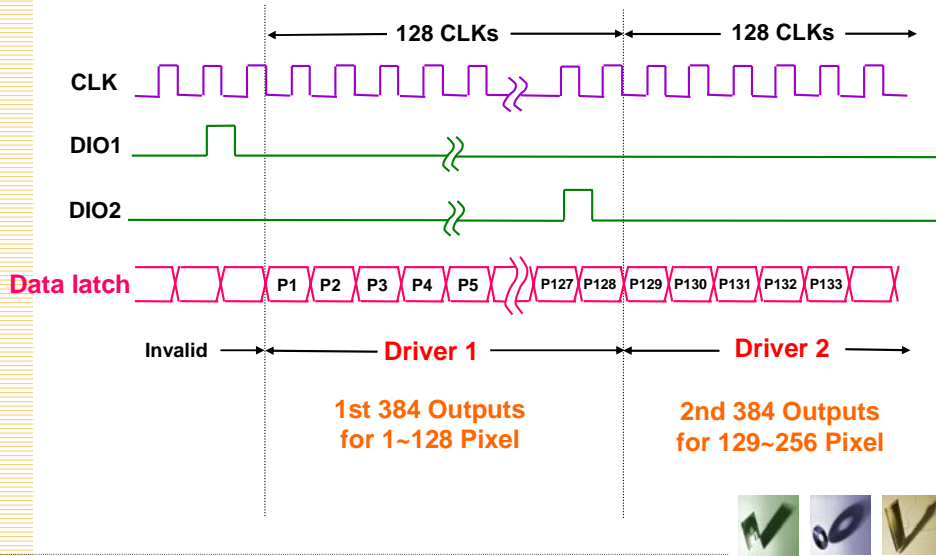 128 CLKs
128 CLKs
CLK
DIO1
DIO2
Data latch
P1 P2 P3 P4 P5 P127 P128 P129 P130 P131 P132 P133
Invalid
Driver 1
Driver 2
1st 384 Outputs
for 1~128 Pixel
2nd 384 Outputs
for 129~256 Pixel